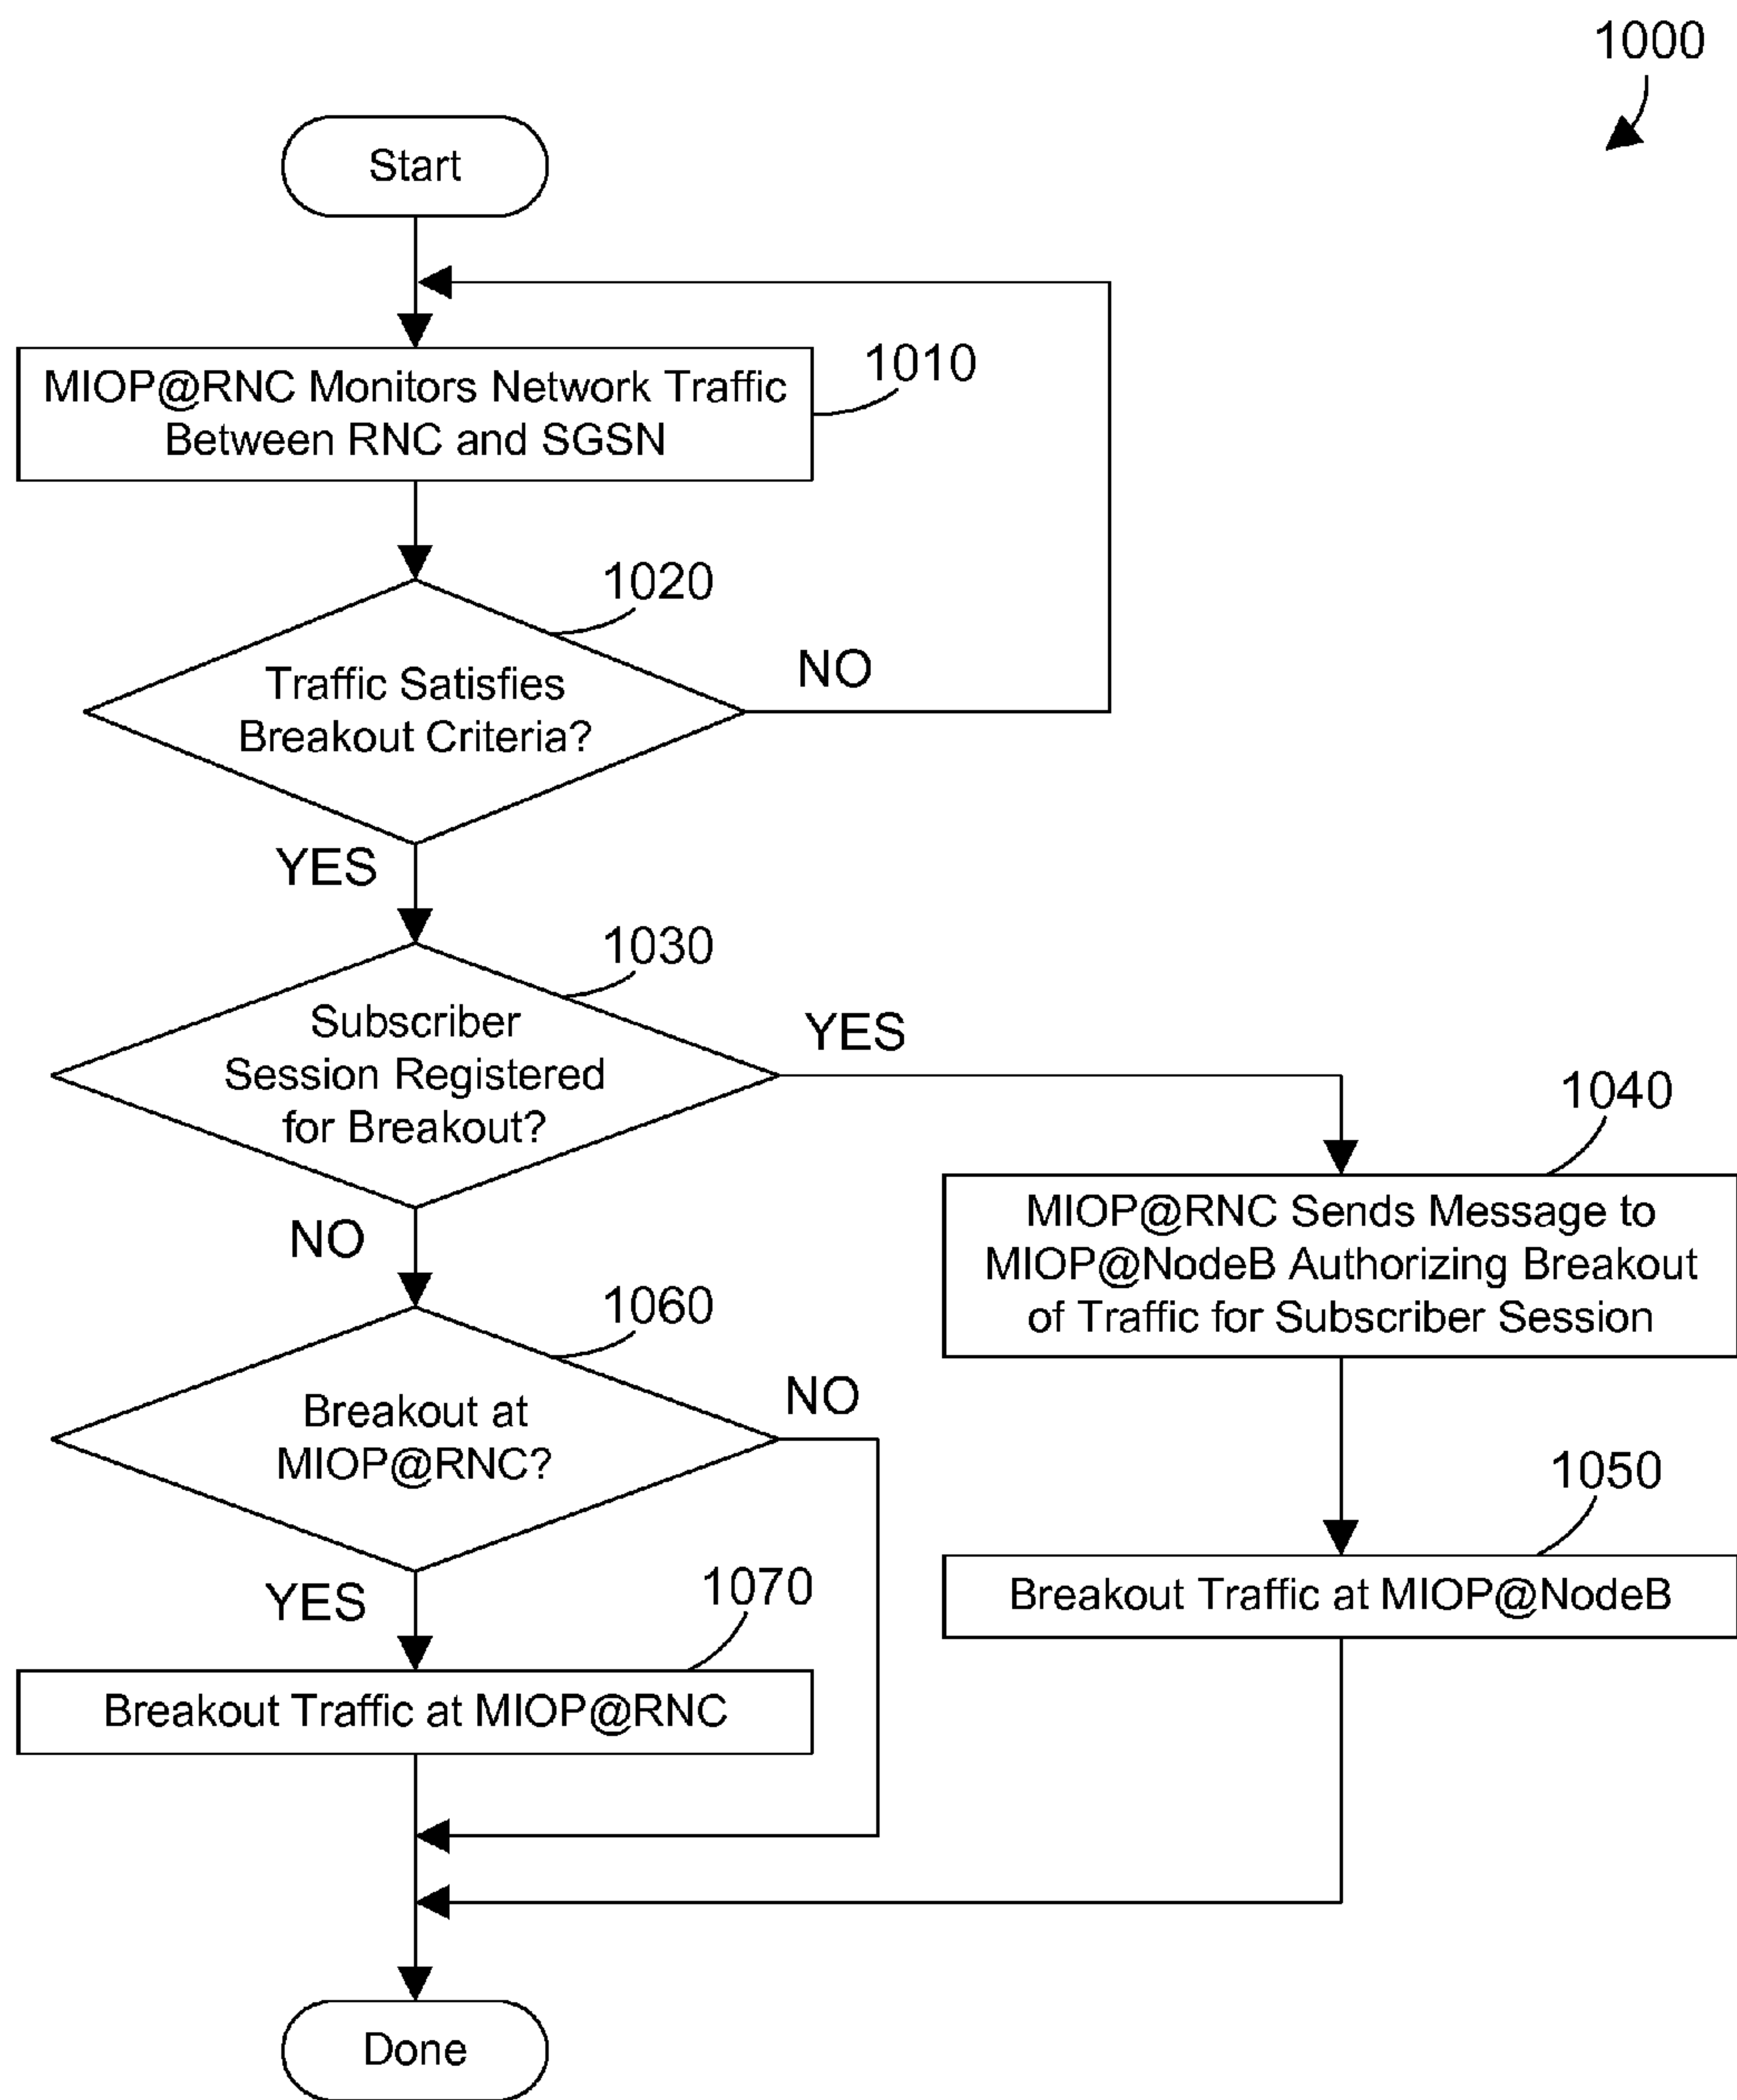 1000
Start
MIOP@RNC Monitors Network Traffic
Between RNC and SGSN
1010
1020
Traffic Satisfies
Breakout Criteria?
NO
YES
1030
Subscriber
Session Registered
for Breakout?
YES
NO
1040
MIOP@RNC Sends Message to
MIOP@NodeB Authorizing Breakout
of Traffic for Subscriber Session
1060
Breakout at
MIOP@RNC?
NO
YES
1050
Breakout Traffic at MIOP@NodeB
1070
Breakout Traffic at MIOP@RNC
Done